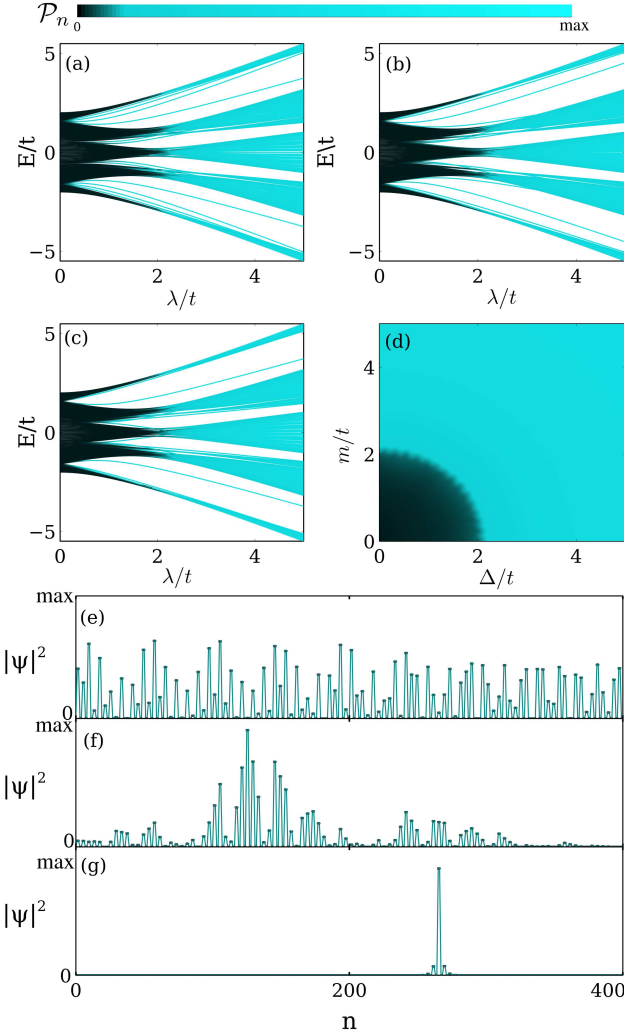 𝒫ₙ 0 max
(a) (b)
5 5
E/t E\t
0 0
−5 −5
0 2 4 0 2 4
λ/t λ/t
(c) (d)
5 4
E/t m/t
0 2
−5 0
0 2 4 0 2 4
λ/t Δ/t
max (e)
|ψ|²
0
max (f)
|ψ|²
0
max (g)
|ψ|²
0
0 200 400
n